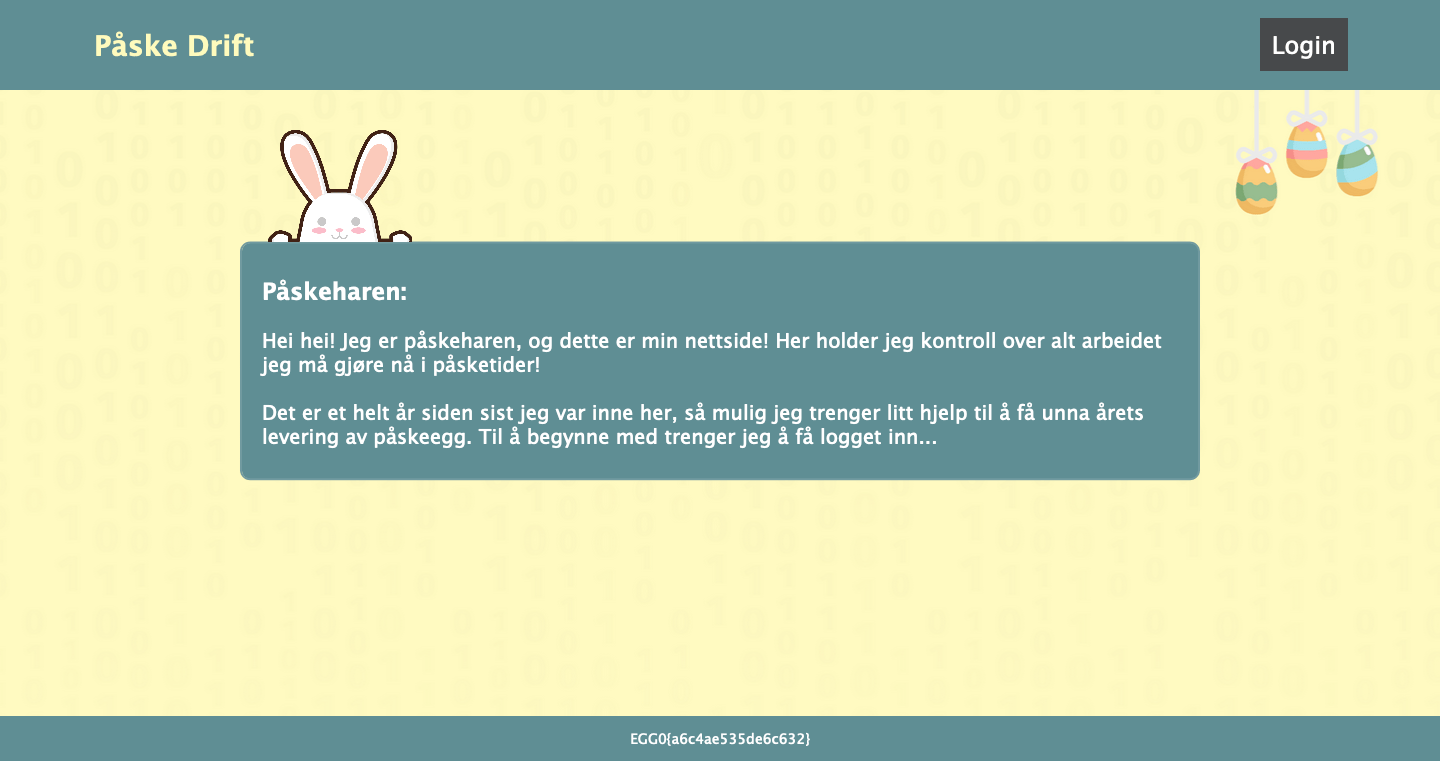 Påske Drift
Login
Påskeharen:
Hei hei! Jeg er påskeharen, og dette er min nettside! Her holder jeg kontroll over alt arbeidet
jeg må gjøre nå i påsketider!
Det er et helt år siden sist jeg var inne her, så mulig jeg trenger litt hjelp til å få unna årets
levering av påskeegg. Til å begynne med trenger jeg å få logget inn...
EGG0{a6c4ae535de6c632}